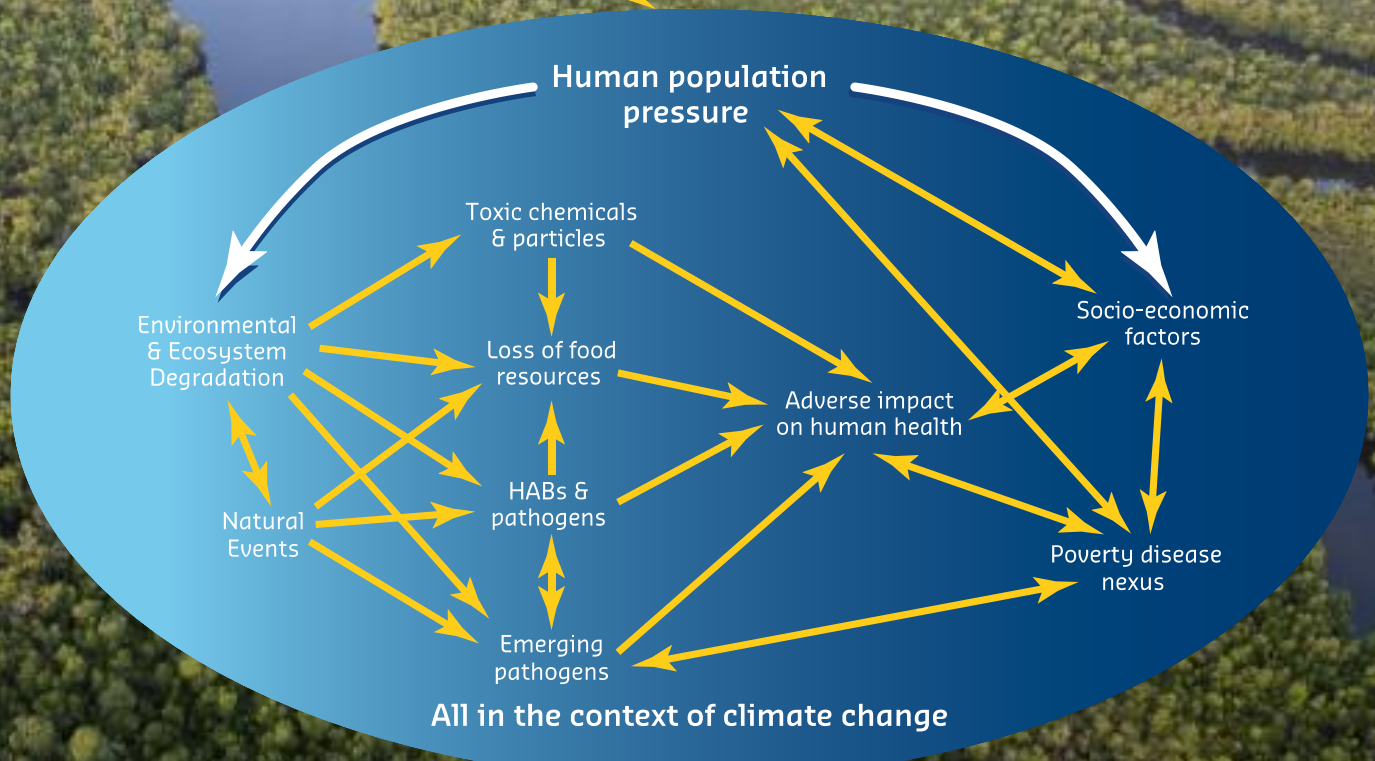 Human population
pressure
Toxic chemicals
& particles
Environmental
& Ecosystem
Degradation
Loss of food
resources
Socio-economic
factors
Adverse impact
on human health
HABs &
pathogens
Natural
Events
Poverty disease
nexus
Emerging
pathogens
All in the context of climate change